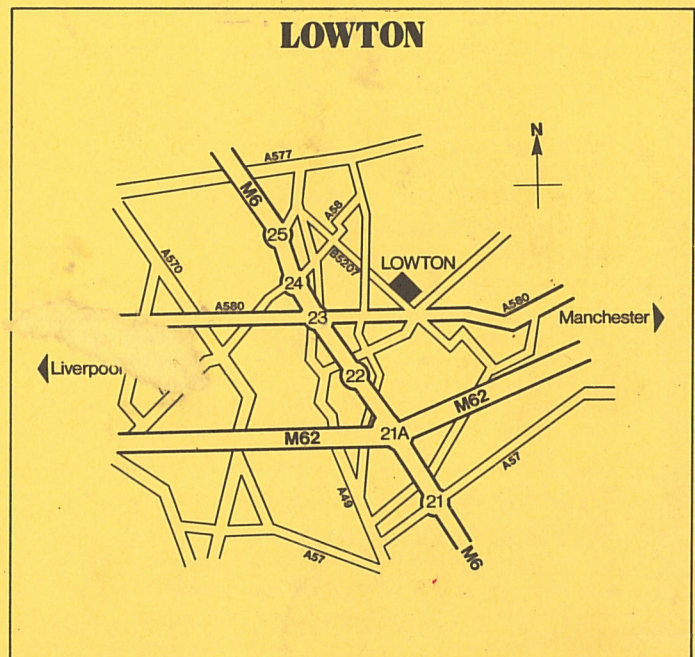 LOWTON
N
A577
M6
A58
25
B5207
LOWTON
A570
24
A580
A580
23
Manchester
Liverpool
22
M62
M62
21A
A57
A49
21
A57
M6